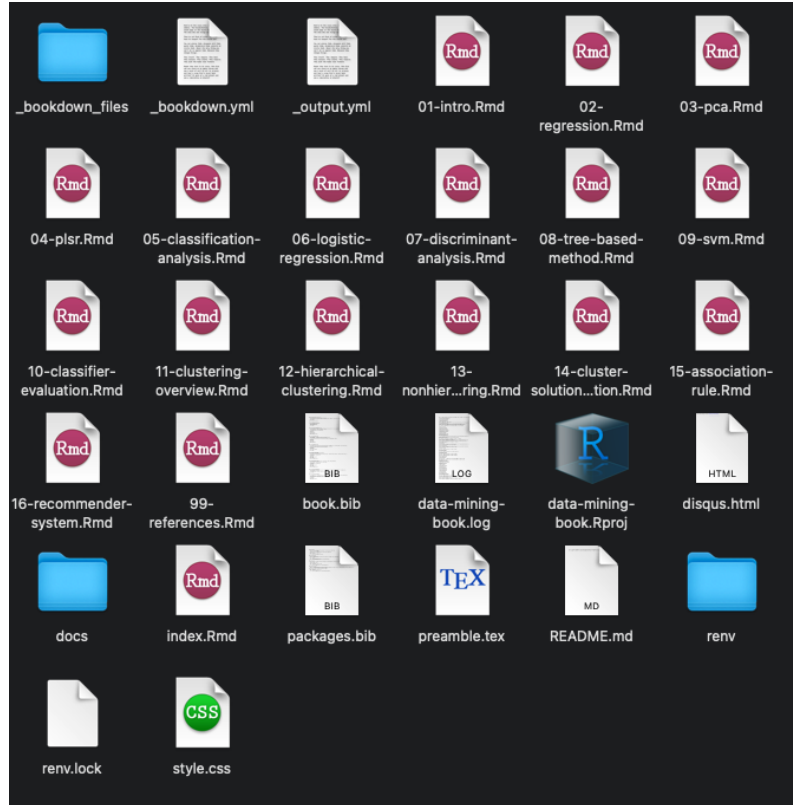 Rmd
Rmd
Rmd
_bookdown_files
_bookdown.yml
_output.yml
01-intro.Rmd
02-
regression.Rmd
03-pca.Rmd
Rmd
Rmd
Rmd
Rmd
Rmd
Rmd
04-plsr.Rmd
05-classification-
analysis.Rmd
06-logistic-
regression.Rmd
07-discriminant-
analysis.Rmd
08-tree-based-
method.Rmd
09-svm.Rmd
Rmd
Rmd
Rmd
Rmd
Rmd
Rmd
10-classifier-
evaluation.Rmd
11-clustering-
overview.Rmd
12-hierarchical-
clustering.Rmd
13-
nonhier...ring.Rmd
14-cluster-
solution...tion.Rmd
15-association-
rule.Rmd
Rmd
Rmd
BIB
LOG
R
HTML
16-recommender-
system.Rmd
99-
references.Rmd
book.bib
data-mining-
book.log
data-mining-
book.Rproj
disqus.html
Rmd
BIB
TEX
MD
docs
index.Rmd
packages.bib
preamble.tex
README.md
renv
CSS
renv.lock
style.css